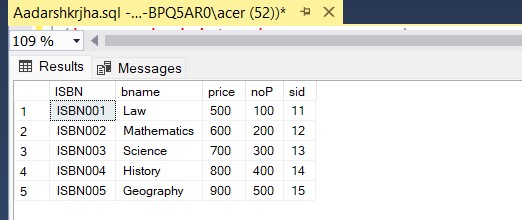 Aadarshkrjha.sql -...-BPQ5AR0\acer (52))*
109 %
Results Messages
ISBN bname price noP sid
1 ISBN001 Law 500 100 11
2 ISBN002 Mathematics 600 200 12
3 ISBN003 Science 700 300 13
4 ISBN004 History 800 400 14
5 ISBN005 Geography 900 500 15